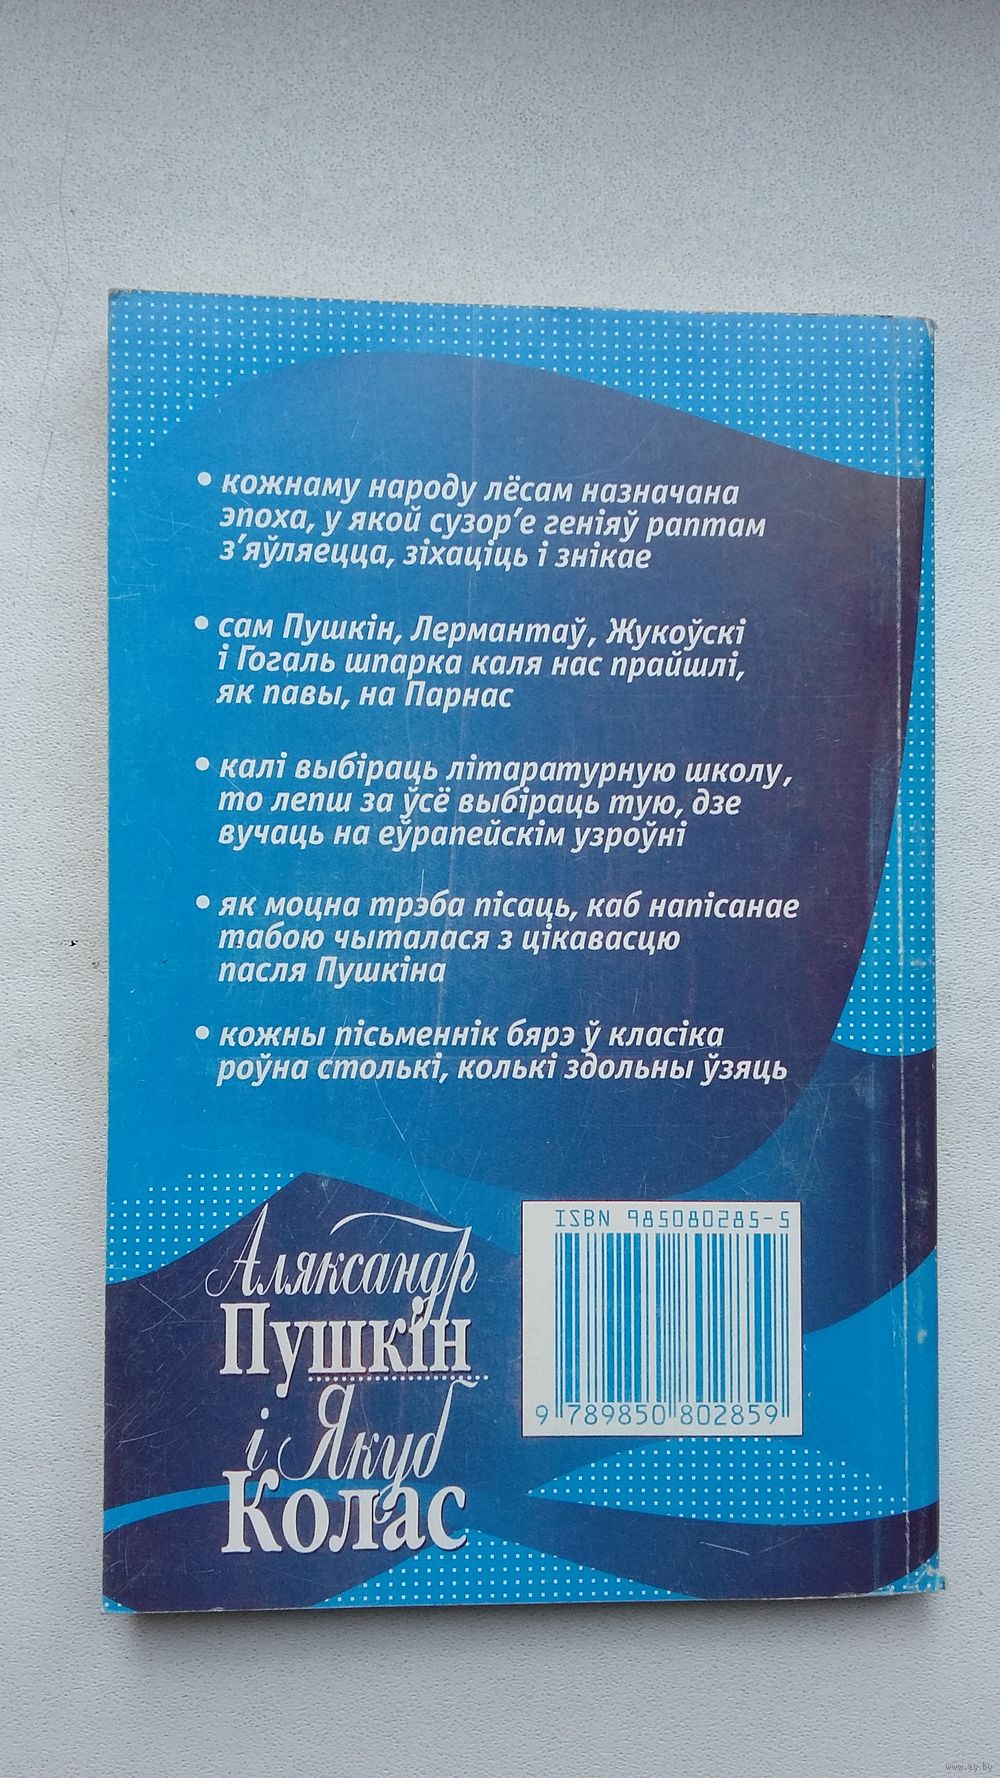 • кожнаму народу лёсам назначана
эпоха, у якой сузор'е геніяў раптам
з'яўляецца, зіхаціць і знікае
• сам Пушкін, Лермантаў, Жукоўскі
і Гогаль шпарка каля нас прайшлі,
як павы, на Парнас
• калі выбіраць літаратурную школу,
то лепш за ўсё выбіраць тую, дзе
вучаць на еўрапейскім узроўні
• як моцна трэба пісаць, каб напісанае
табою чыталася з цікавасцю
пасля Пушкіна
• кожны пісьменнік бярэ ў класіка
роўна столькі, колькі здольны ўзяць
Аляксандр
Пушкін
і Якуб
Колас
ISBN 985080285-5
9 789850 802859
www.ay.by